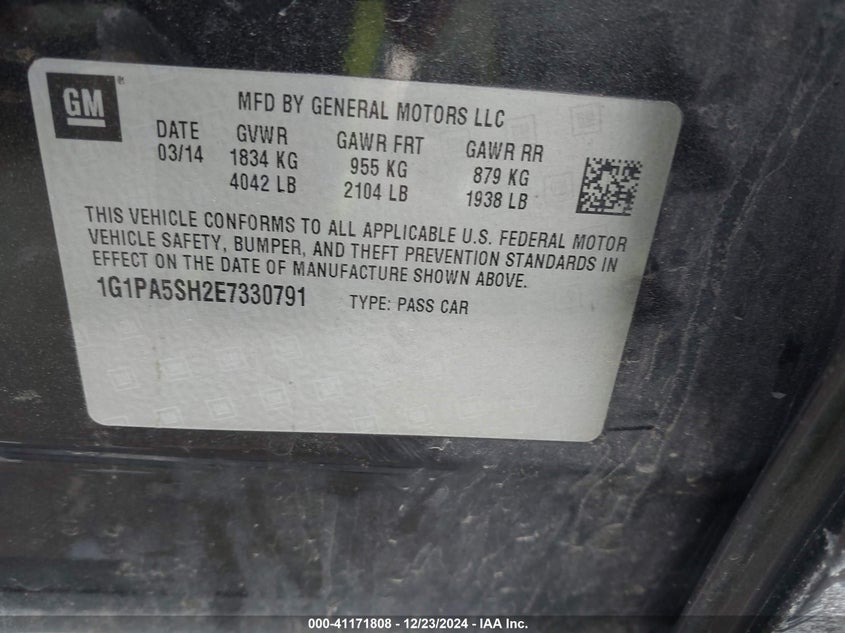 GM
MFD BY GENERAL MOTORS LLC
DATE GVWR GAWR FRT GAWR RR
03/14 1834 KG 955 KG 879 KG
4042 LB 2104 LB 1938 LB
THIS VEHICLE CONFORMS TO ALL APPLICABLE U.S. FEDERAL MOTOR
VEHICLE SAFETY, BUMPER, AND THEFT PREVENTION STANDARDS IN
EFFECT ON THE DATE OF MANUFACTURE SHOWN ABOVE.
1G1PA5SH2E7330791 TYPE: PASS CAR
000-41171808 - 12/23/2024 - IAA Inc.